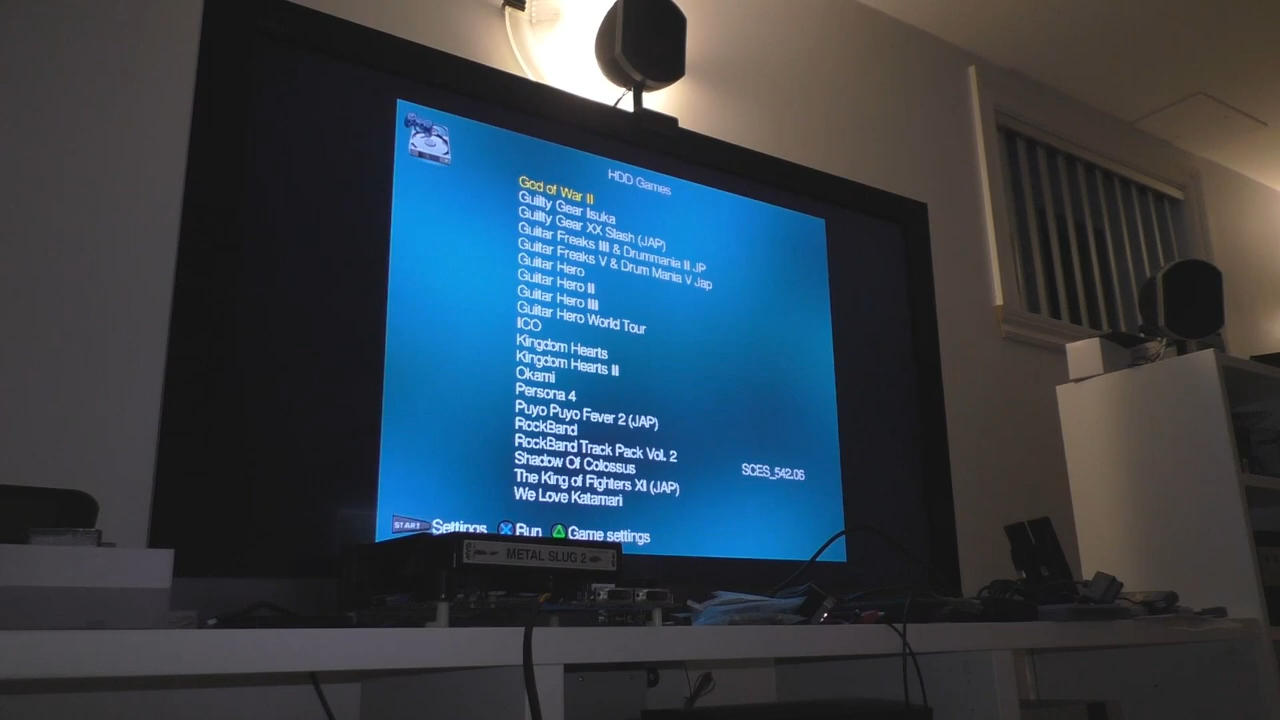 HDD Games
God of War II
Guilty Gear Isuka
Guilty Gear XX Slash (JAP)
Guitar Freaks III & Drummania II JP
Guitar Freaks V & Drum Mania V Jap
Guitar Hero
Guitar Hero II
Guitar Hero III
Guitar Hero World Tour
ICO
Kingdom Hearts
Kingdom Hearts II
Okami
Persona 4
Puyo Puyo Fever 2 (JAP)
RockBand
RockBand Track Pack Vol. 2
Shadow Of Colossus
SCES_542.06
The King of Fighters XI (JAP)
We Love Katamari
START Settings Run Game settings
METAL SLUG 2